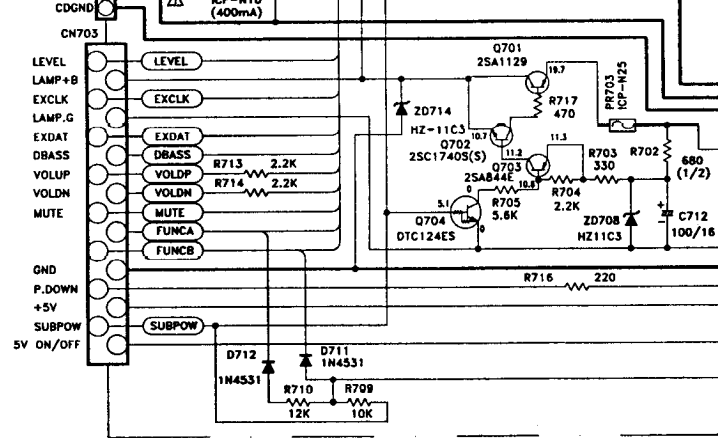 CDGND
(400mA)
CN703
LEVEL
LEVEL
LAMP+B
EXCLK
EXCLK
LAMP.G
EXDAT
EXDAT
DBASS
DBASS
VOLUP
VOLDP
R713
2.2K
VOLDN
VOLDN
R714
2.2K
MUTE
MUTE
FUNCA
FUNCB
GND
P.DOWN
+5V
SUBPOW
SUBPOW
5V ON/OFF
Q701
2SA1129
19.7
R717
470
PR703
ICP-N25
ZD714
HZ-11C3
10.7
Q702
2SC1740S(S)
11.2
11.3
Q703
2SA844E
10.8
R703
330
R702
680
(1/2)
R704
2.2K
R705
5.6K
0
5.1
0
Q704
DTC124ES
ZD708
HZ11C3
+
-
C712
100/16
R716
220
D712
1N4531
D711
1N4531
R710
12K
R709
10K